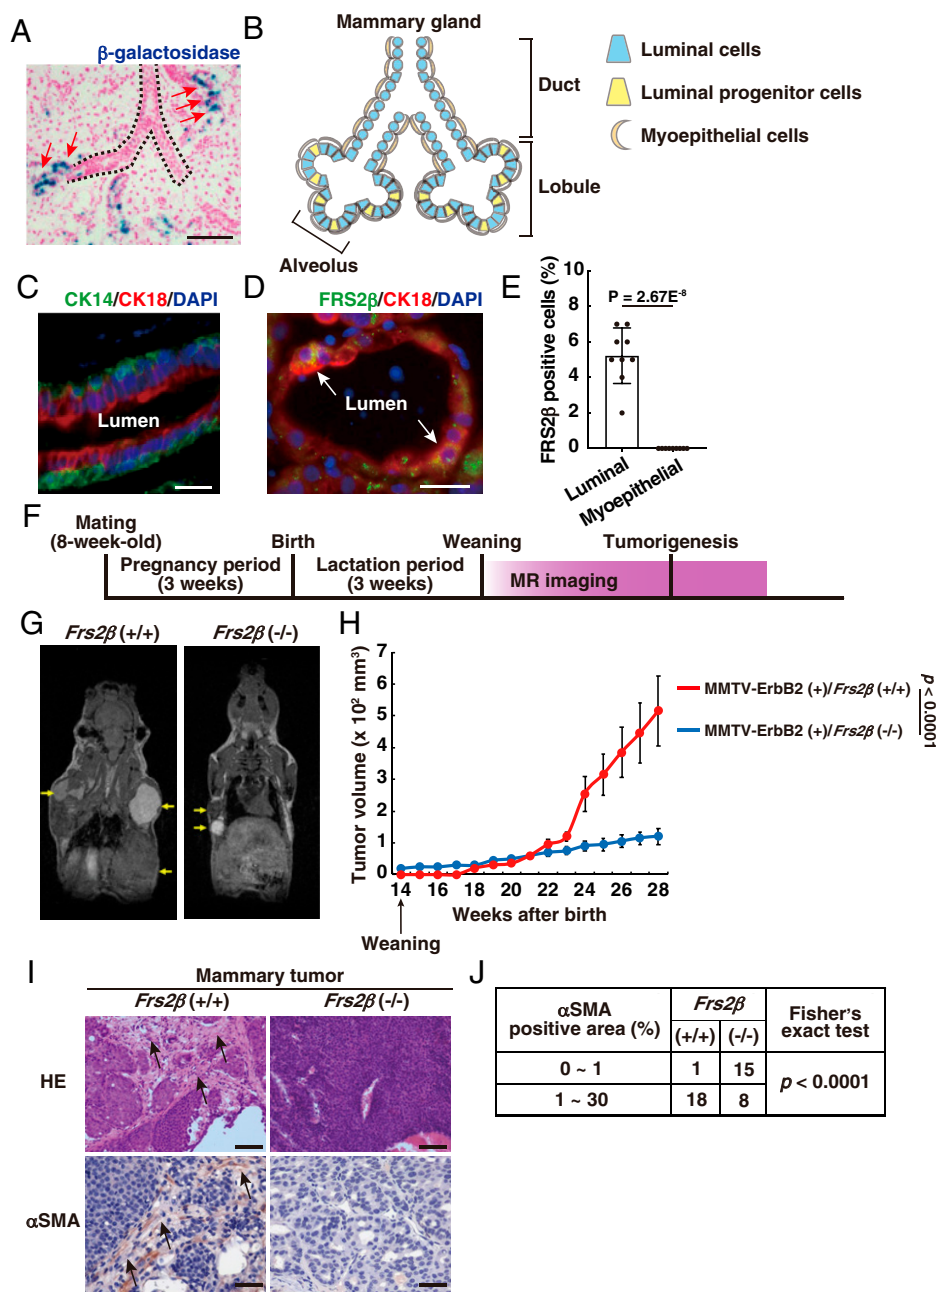 A
β-galactosidase
B
Mammary gland
Duct
Lobule
Alveolus
Luminal cells
Luminal progenitor cells
Myoepithelial cells
C
CK14/CK18/DAPI
Lumen
D
FRS2β/CK18/DAPI
Lumen
E
FRS2β positive cells (%)
8
6
4
2
0
P = 2.67E⁻⁸
Luminal
Myoepithelial
F
Mating
(8-week-old)
Birth
Weaning
Tumorigenesis
Pregnancy period
(3 weeks)
Lactation period
(3 weeks)
MR imaging
G
Frs2β (+/+)
Frs2β (-/-)
H
Tumor volume (x 10² mm³)
7
6
5
4
3
2
1
0
14 16 18 20 22 24 26 28
Weeks after birth
Weaning
MMTV-ErbB2 (+)/Frs2β (+/+)
MMTV-ErbB2 (+)/Frs2β (-/-)
p < 0.0001
I
Mammary tumor
Frs2β (+/+)
Frs2β (-/-)
HE
αSMA
J
αSMA
positive area (%)
Frs2β
(+/+) (-/-)
Fisher's
exact test
0 ~ 1 1 15
1 ~ 30 18 8
p < 0.0001